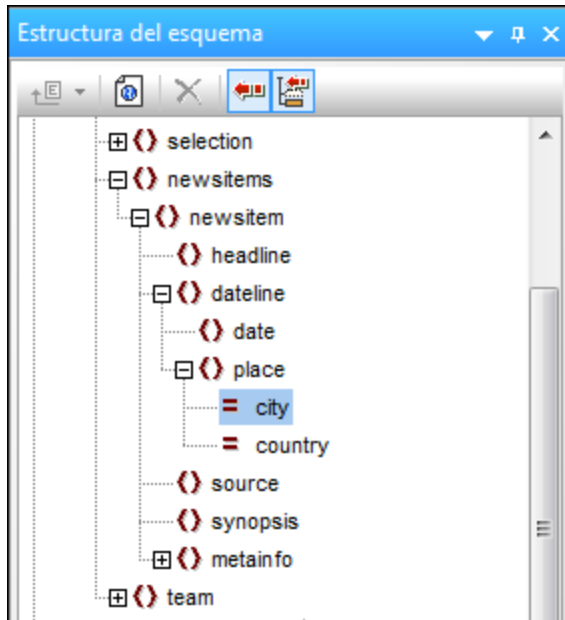 Estructura del esquema
selection
newsitems
newsitem
headline
dateline
date
place
= city
= country
source
synopsis
metainfo
team